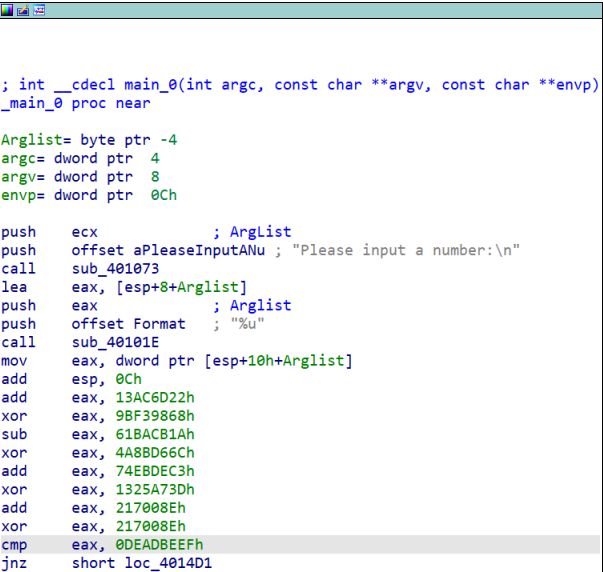 ; int __cdecl main_0(int argc, const char **argv, const char **envp)
_main_0 proc near
Arglist= byte ptr -4
argc= dword ptr  4
argv= dword ptr  8
envp= dword ptr  0Ch
push    ecx             ; ArgList
push    offset aPleaseInputANu ; "Please input a number:\n"
call    sub_401073
lea     eax, [esp+8+Arglist]
push    eax             ; Arglist
push    offset Format   ; "%u"
call    sub_40101E
mov     eax, dword ptr [esp+10h+Arglist]
add     esp, 0Ch
add     eax, 13AC6D22h
xor     eax, 9BF39868h
sub     eax, 61BACB1Ah
xor     eax, 4A8BD66Ch
add     eax, 74EBDEC3h
xor     eax, 1325A73Dh
add     eax, 217008Eh
xor     eax, 217008Eh
cmp     eax, 0DEADBEEFh
jnz     short loc_4014D1